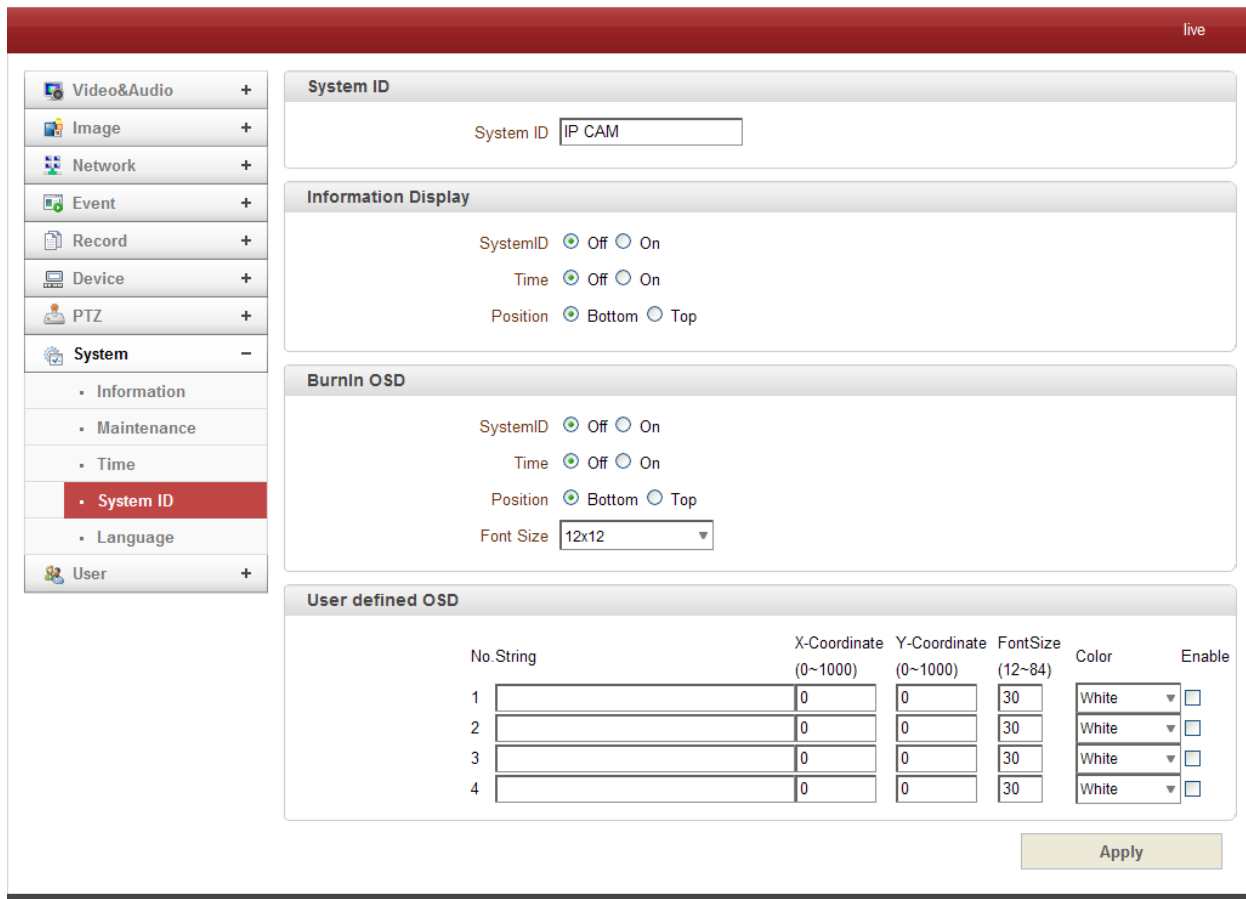 live
Video&Audio +
Image +
Network +
Event +
Record +
Device +
PTZ +
System −
Information
Maintenance
Time
System ID
Language
User +
System ID
System ID IP CAM
Information Display
SystemID Off On
Time Off On
Position Bottom Top
BurnIn OSD
SystemID Off On
Time Off On
Position Bottom Top
Font Size 12x12
User defined OSD
No. String X-Coordinate (0~1000) Y-Coordinate (0~1000) FontSize (12~84) Color Enable
1 0 0 30 White
2 0 0 30 White
3 0 0 30 White
4 0 0 30 White
Apply